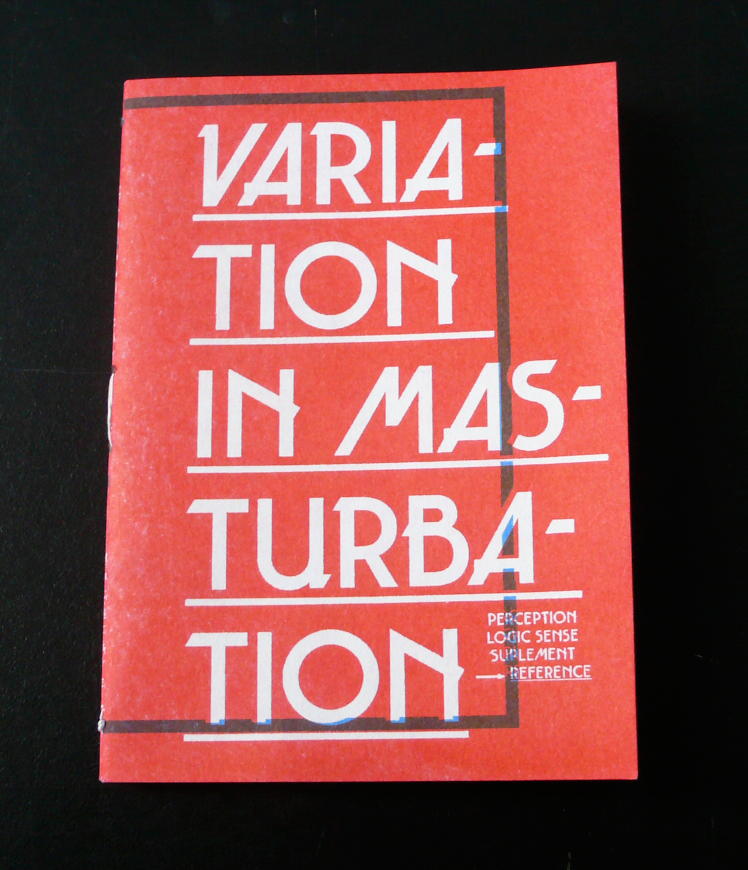 VARIA-
TION
IN MAS-
TURBA-
TION
PERCEPTION
LOGIC SENSE
SUPLEMENT
→ REFERENCE